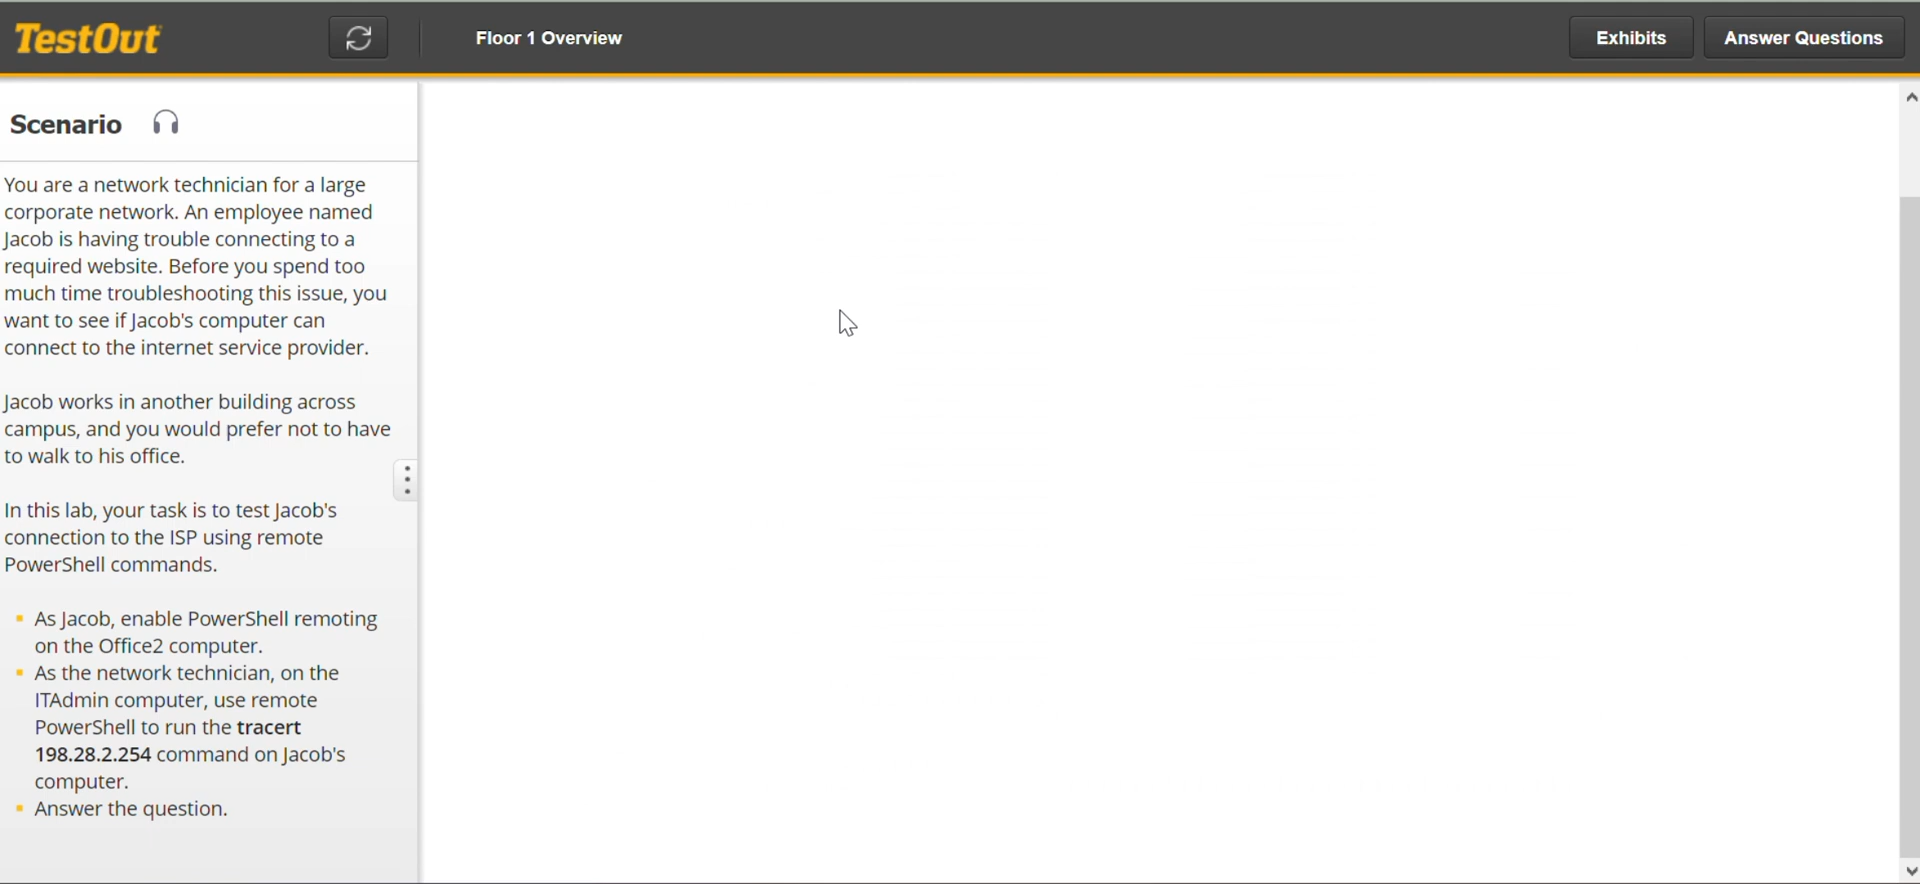 TestOut
Floor 1 Overview
Exhibits
Answer Questions
Scenario
You are a network technician for a large
corporate network. An employee named
Jacob is having trouble connecting to a
required website. Before you spend too
much time troubleshooting this issue, you
want to see if Jacob's computer can
connect to the internet service provider.
Jacob works in another building across
campus, and you would prefer not to have
to walk to his office.
In this lab, your task is to test Jacob's
connection to the ISP using remote
PowerShell commands.
As Jacob, enable PowerShell remoting
on the Office2 computer.
As the network technician, on the
ITAdmin computer, use remote
PowerShell to run the tracert
198.28.2.254 command on Jacob's
computer.
Answer the question.